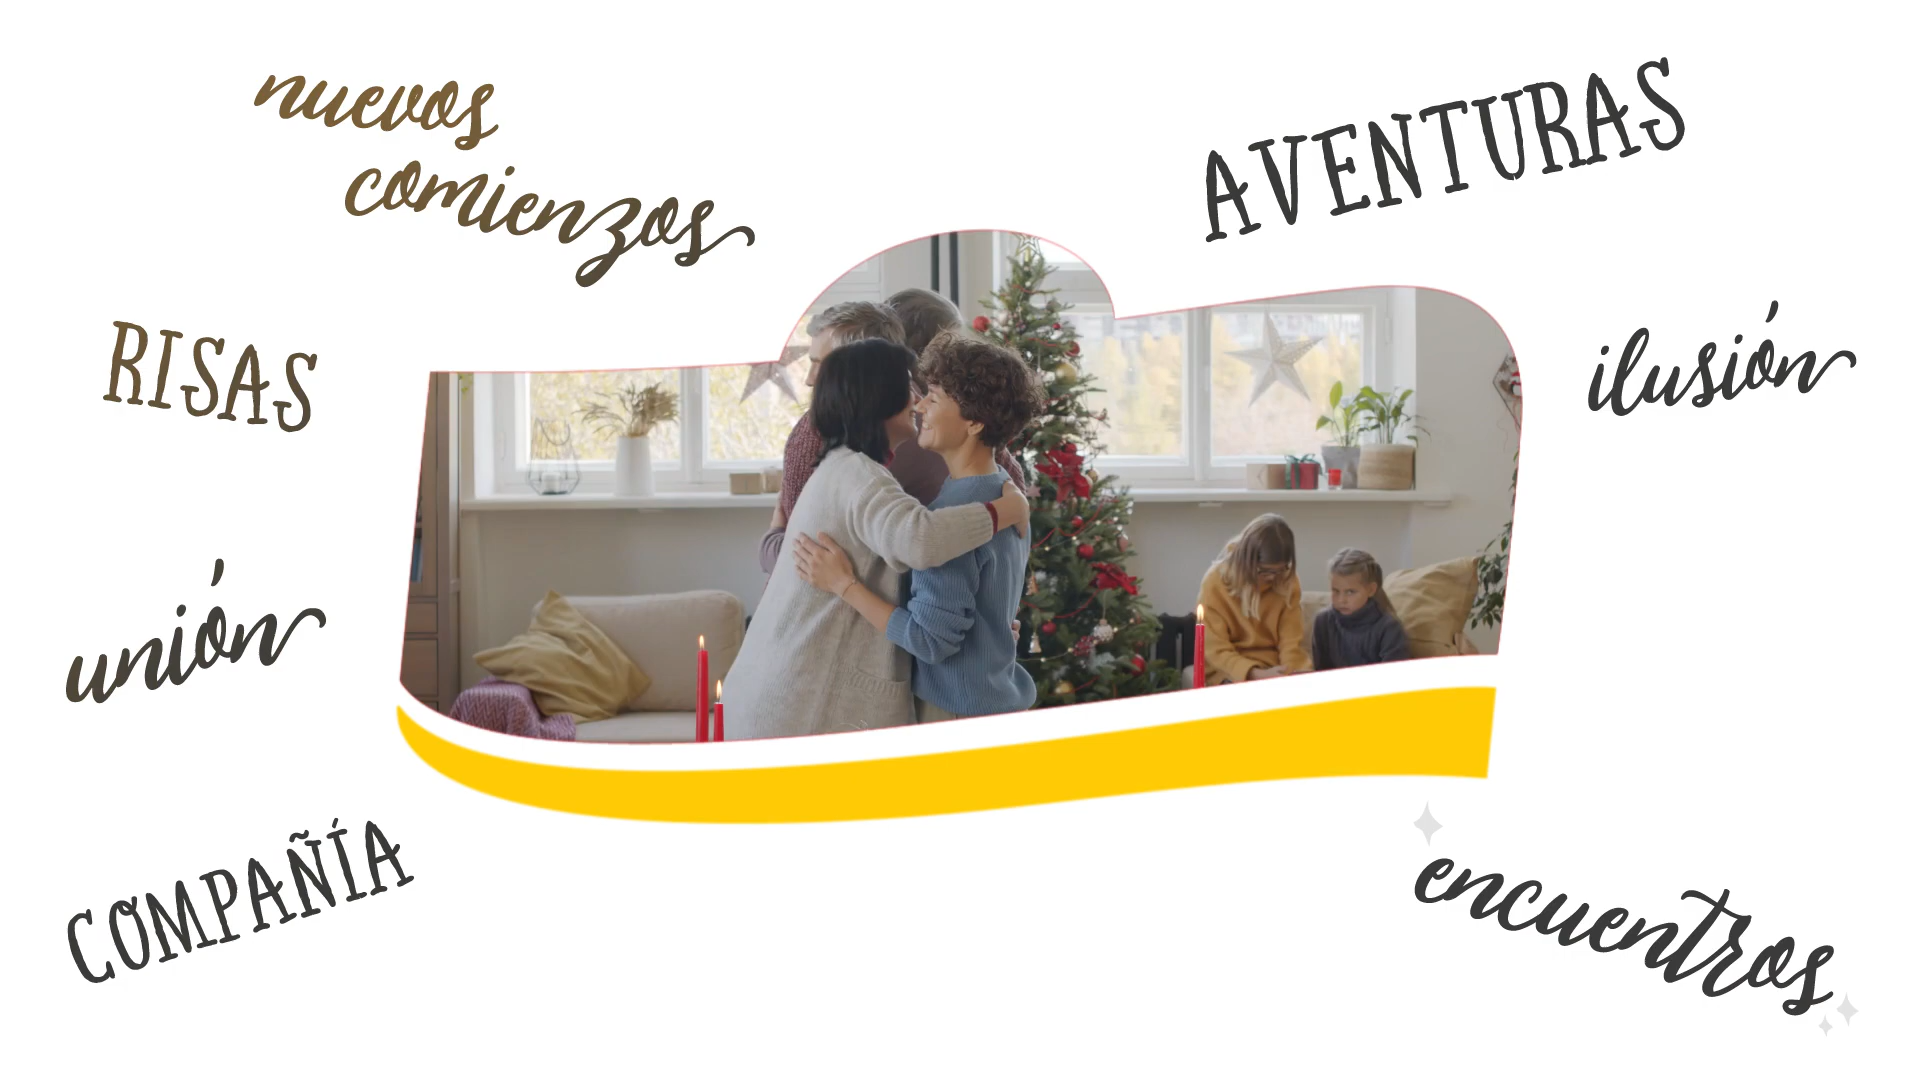 nuevos
comienzos
AVENTURAS
RISAS
ilusión
unión
COMPAÑÍA
encuentros